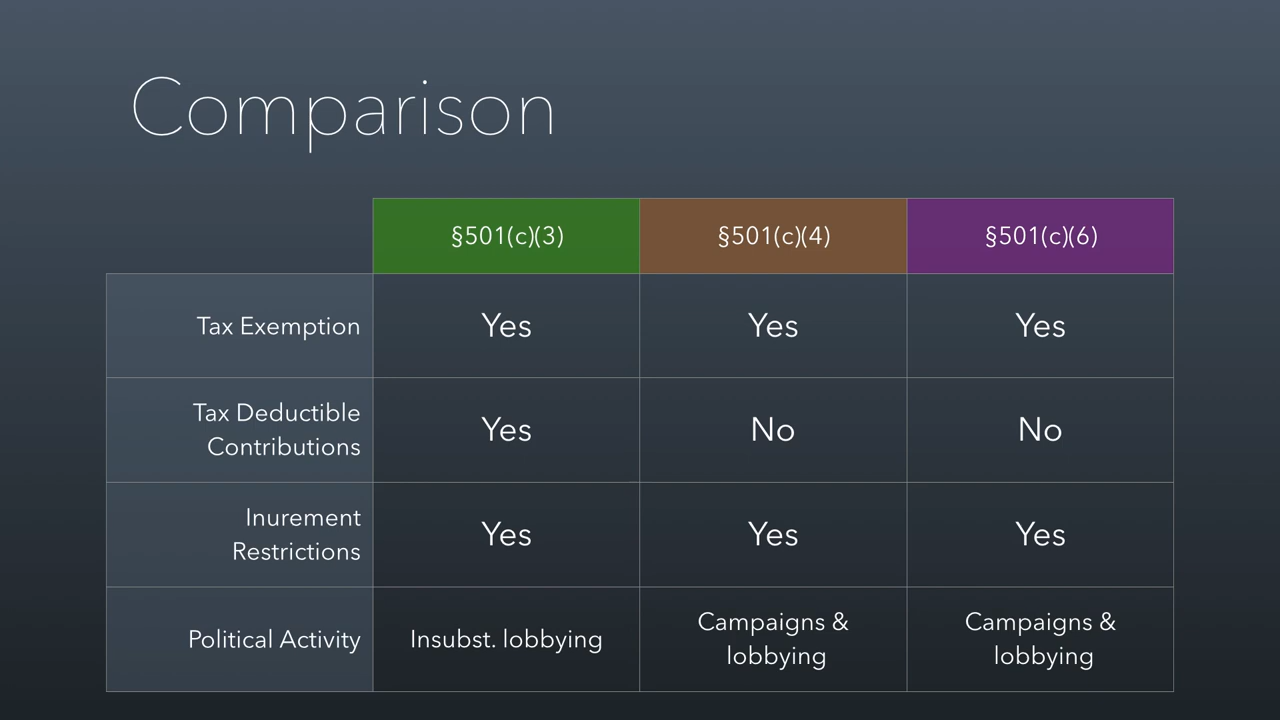 Comparison
§501(c)(3) §501(c)(4) §501(c)(6)
Tax Exemption Yes Yes Yes
Tax Deductible
Contributions Yes No No
Inurement
Restrictions Yes Yes Yes
Political Activity Insubst. lobbying Campaigns &
lobbying Campaigns &
lobbying